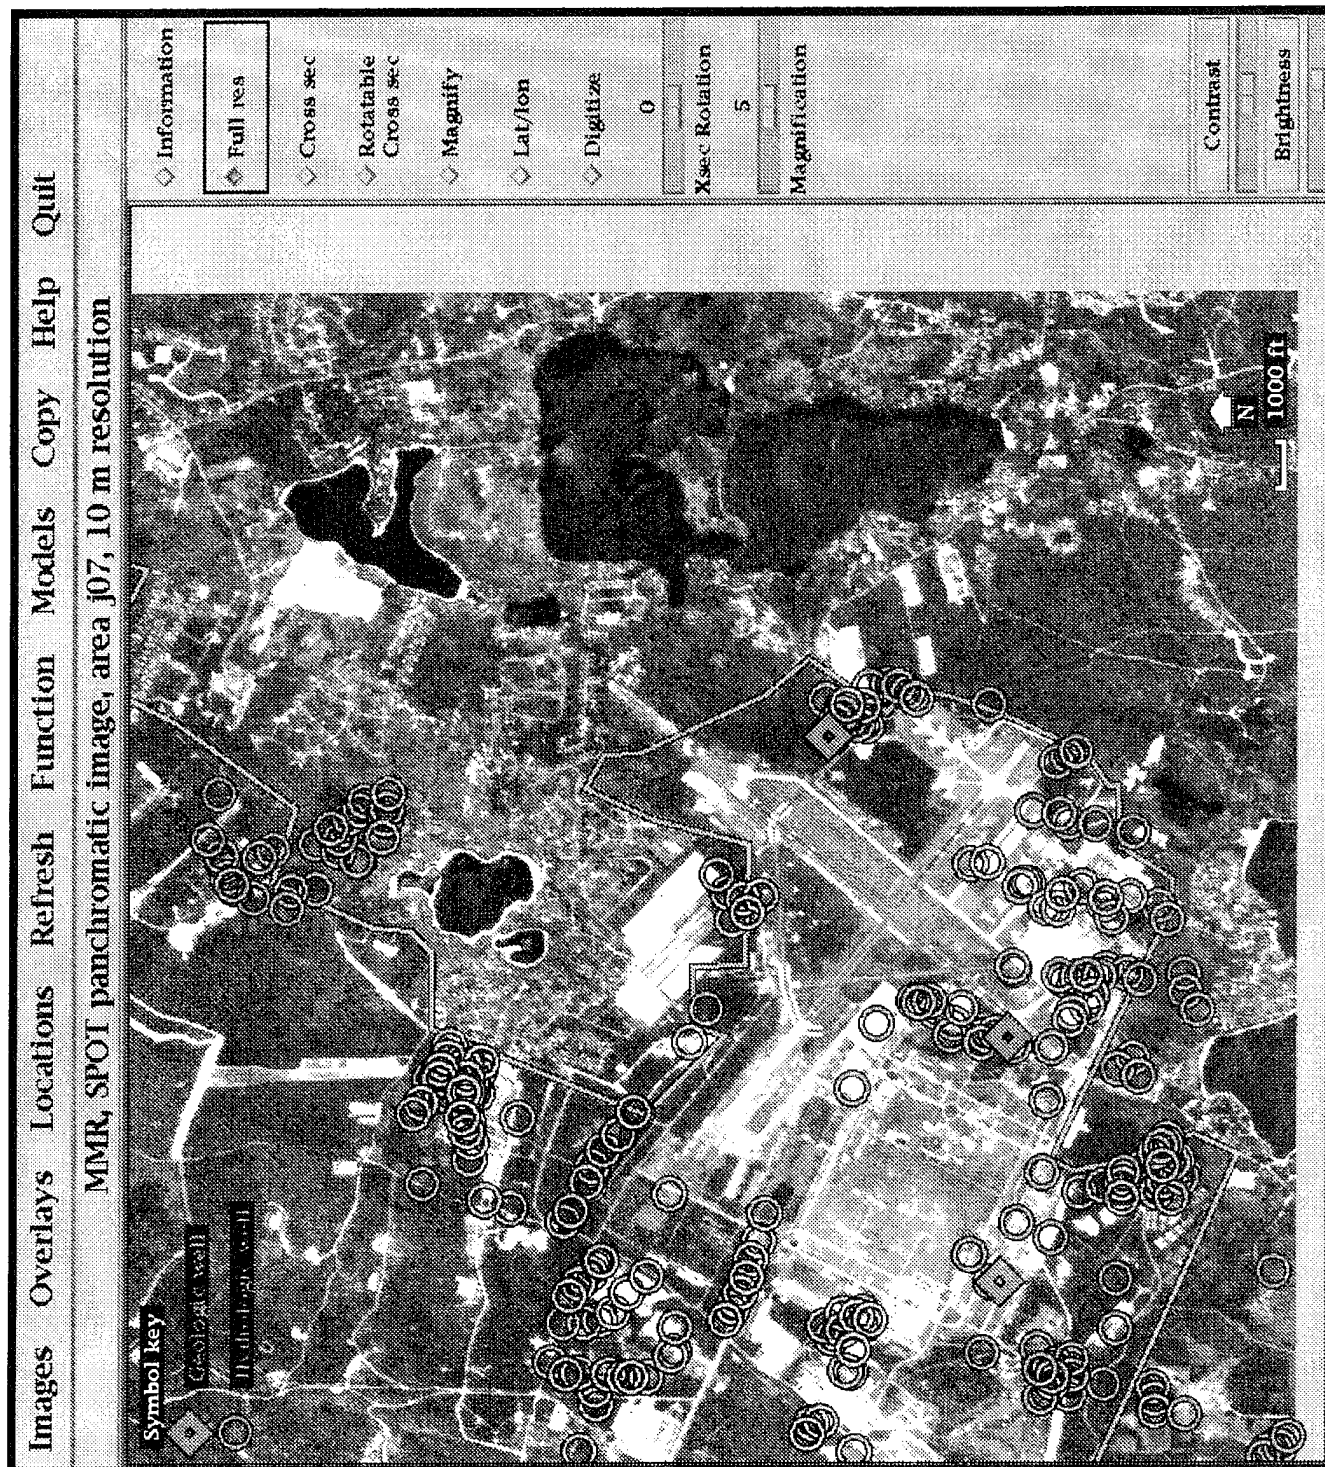 Images Overlays Locations Refresh Function Models Copy Help Quit
MMR, SPOT panchromatic image, area j07, 10 m resolution
Symbol key
Geologic well
Hydrologic well
N
1000 ft
Information
Full res
Cross sec
Rotatable
Cross sec
Magnify
Lat/lon
Digitize
0
Xsec Rotation
5
Magnification
Contrast
Brightness